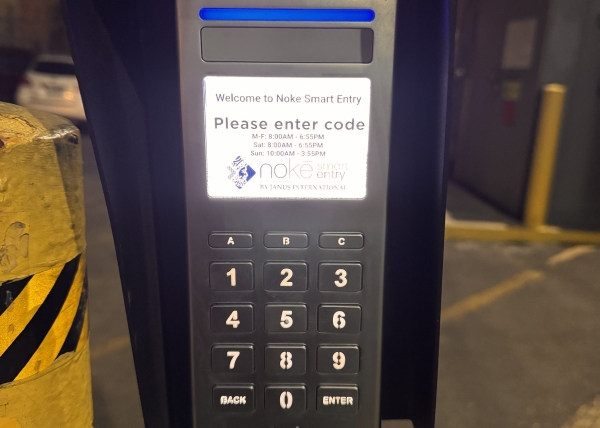 Welcome to Noke Smart Entry
Please enter code
M-F: 8:00AM - 6:55PM
Sat: 8:00AM - 6:55PM
Sun: 10:00AM - 3:55PM
nokē smart entry
BY JANUS INTERNATIONAL
A B C
1 2 3
4 5 6
7 8 9
BACK 0 ENTER